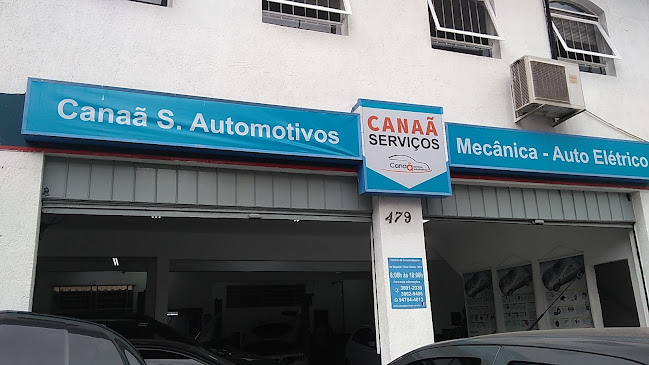 Canaã S. Automotivos
CANAÃ
SERVIÇOS
Canaã
Mecânica - Auto Elétrico
479
8:00h às 18:00h